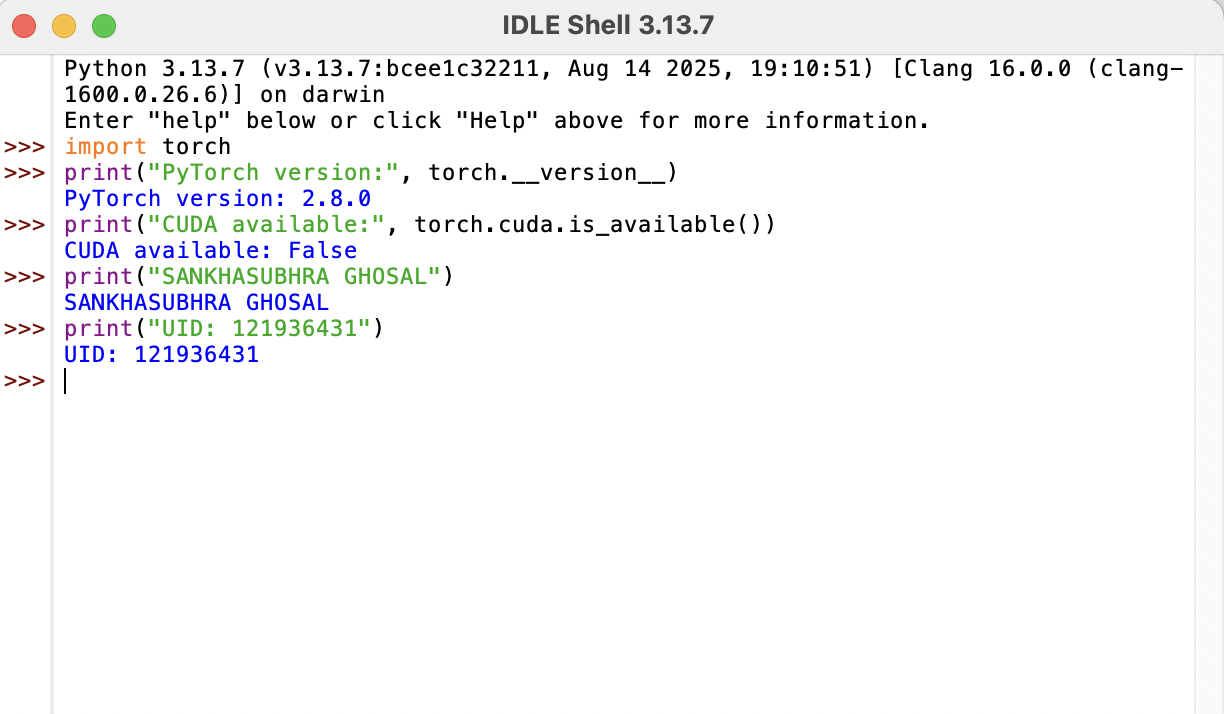 IDLE Shell 3.13.7
Python 3.13.7 (v3.13.7:bcee1c32211, Aug 14 2025, 19:10:51) [Clang 16.0.0 (clang-
1600.0.26.6)] on darwin
Enter "help" below or click "Help" above for more information.
>>> import torch
>>> print("PyTorch version:", torch.__version__)
PyTorch version: 2.8.0
>>> print("CUDA available:", torch.cuda.is_available())
CUDA available: False
>>> print("SANKHASUBHRA GHOSAL")
SANKHASUBHRA GHOSAL
>>> print("UID: 121936431")
UID: 121936431
>>>